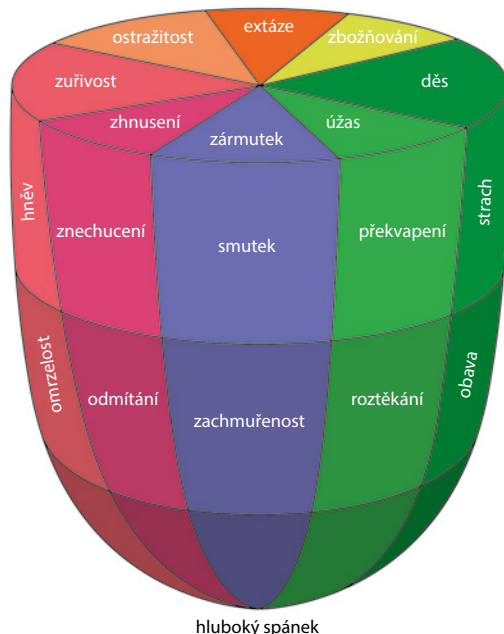 extáze
ostražitost
zbožňování
zuřivost
děs
zhnusení
úžas
zármutek
hněv
znechucení
smutek
překvapení
strach
omrzelost
odmítání
zachmuřenost
roztěkání
obava
hluboký spánek